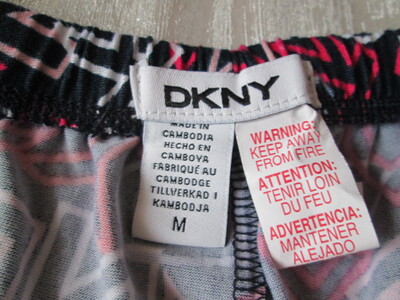 DKNY
MADE IN
CAMBODIA
HECHO EN
CAMBOYA
FABRIQUÉ AU
CAMBODGE
TILLVERKAD I
KAMBODJA
M
WARNING:
KEEP AWAY
FROM FIRE
ATTENTION:
TENIR LOIN
DU FEU
ADVERTENCIA:
MANTENER
ALEJADO